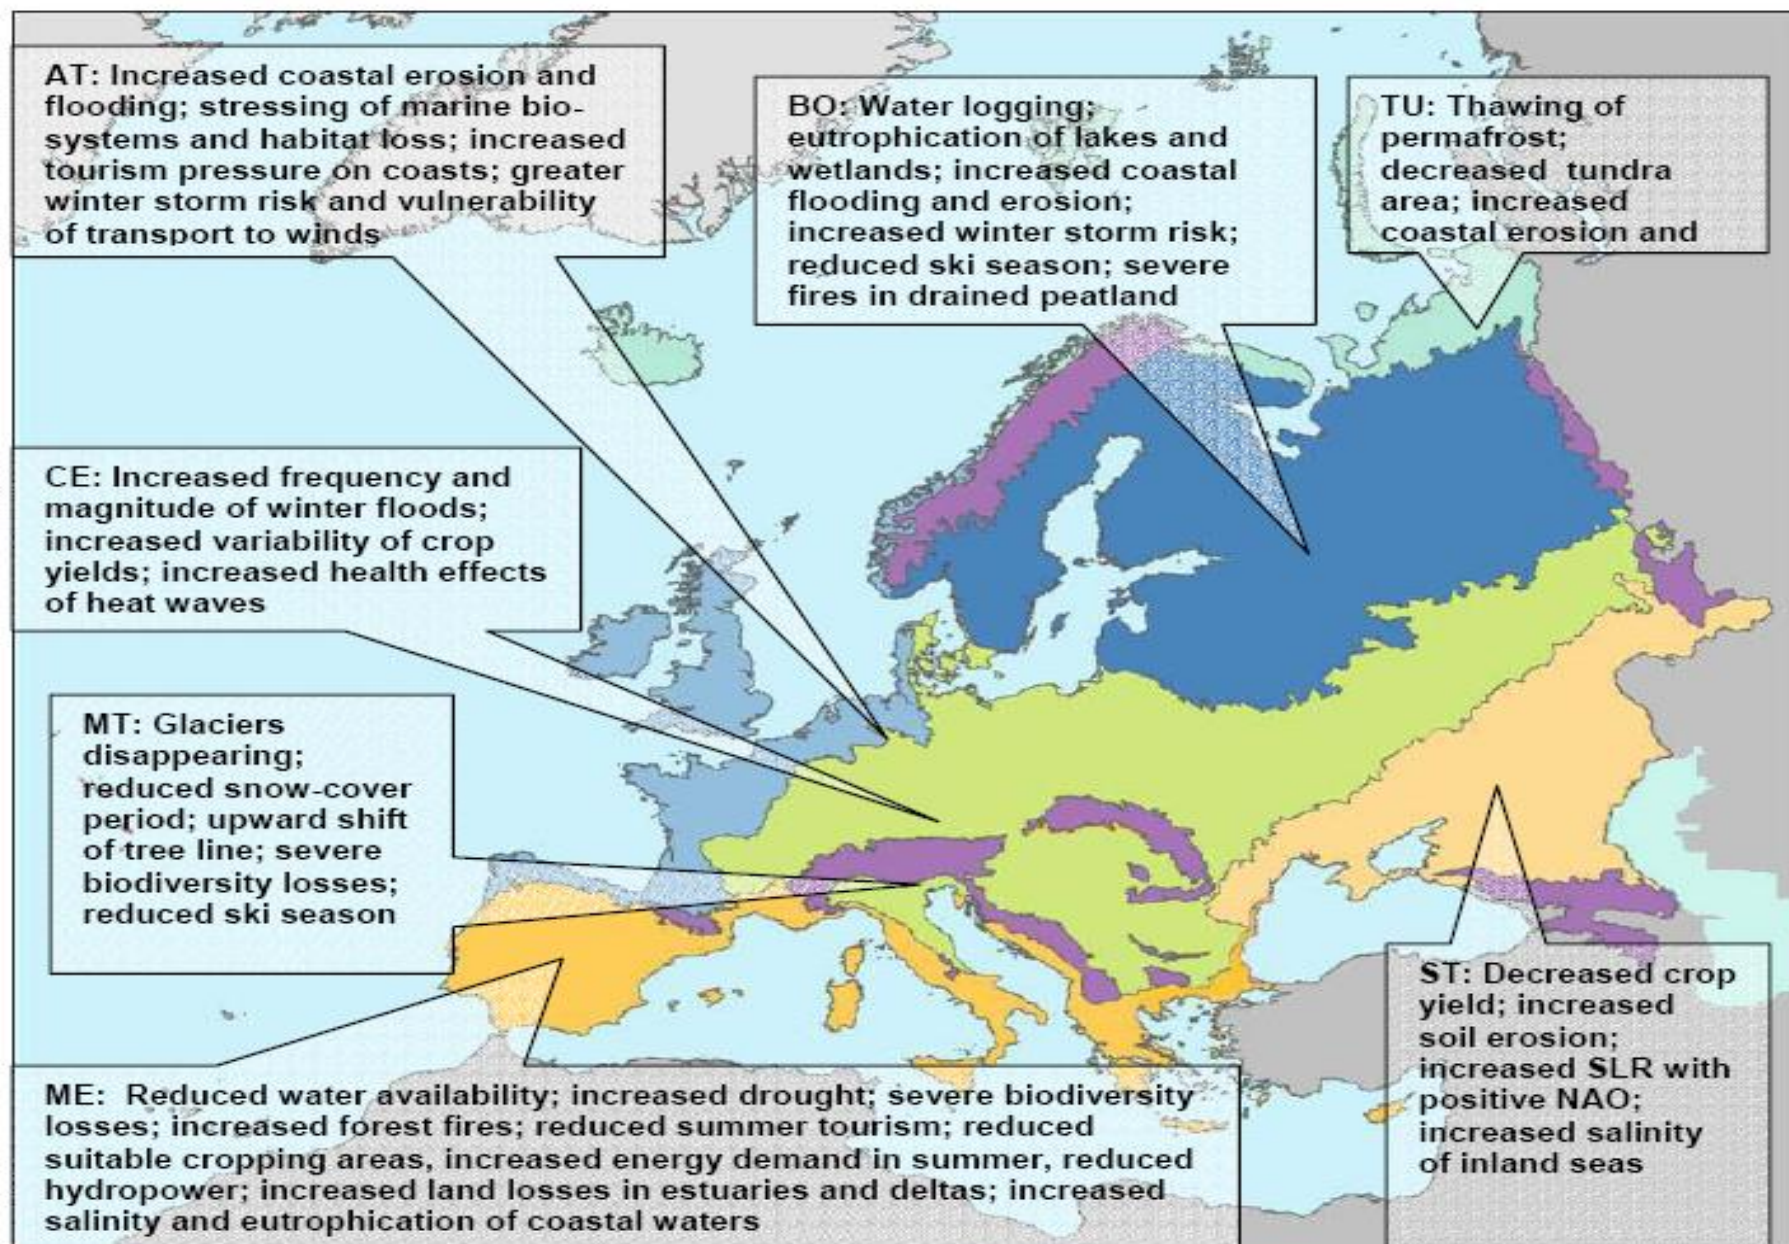 AT: Increased coastal erosion and
flooding; stressing of marine bio-
systems and habitat loss; increased
tourism pressure on coasts; greater
winter storm risk and vulnerability
of transport to winds
BO: Water logging;
eutrophication of lakes and
wetlands; increased coastal
flooding and erosion;
increased winter storm risk;
reduced ski season; severe
fires in drained peatland
TU: Thawing of
permafrost;
decreased tundra
area; increased
coastal erosion and
CE: Increased frequency and
magnitude of winter floods;
increased variability of crop
yields; increased health effects
of heat waves
MT: Glaciers
disappearing;
reduced snow-cover
period; upward shift
of tree line; severe
biodiversity losses;
reduced ski season
ST: Decreased crop
yield; increased
soil erosion;
increased SLR with
positive NAO;
increased salinity
of inland seas
ME: Reduced water availability; increased drought; severe biodiversity
losses; increased forest fires; reduced summer tourism; reduced
suitable cropping areas, increased energy demand in summer, reduced
hydropower; increased land losses in estuaries and deltas; increased
salinity and eutrophication of coastal waters